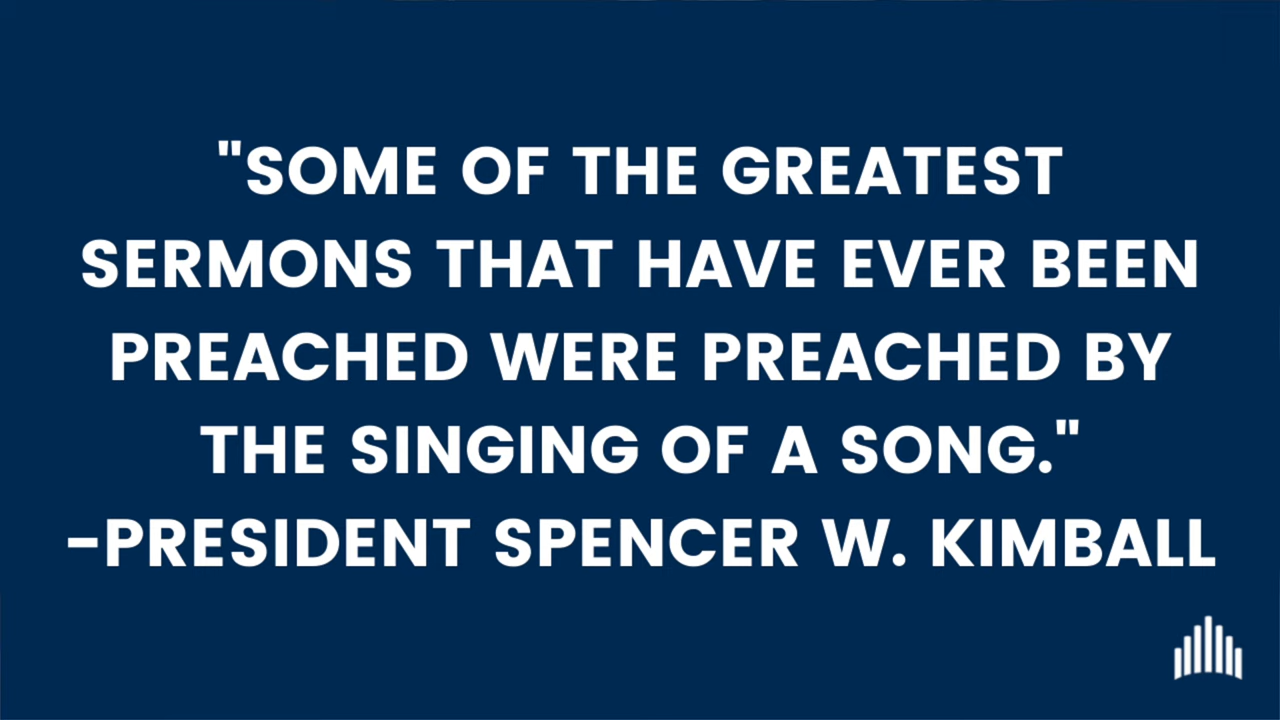 "SOME OF THE GREATEST
SERMONS THAT HAVE EVER BEEN
PREACHED WERE PREACHED BY
THE SINGING OF A SONG."
-PRESIDENT SPENCER W. KIMBALL